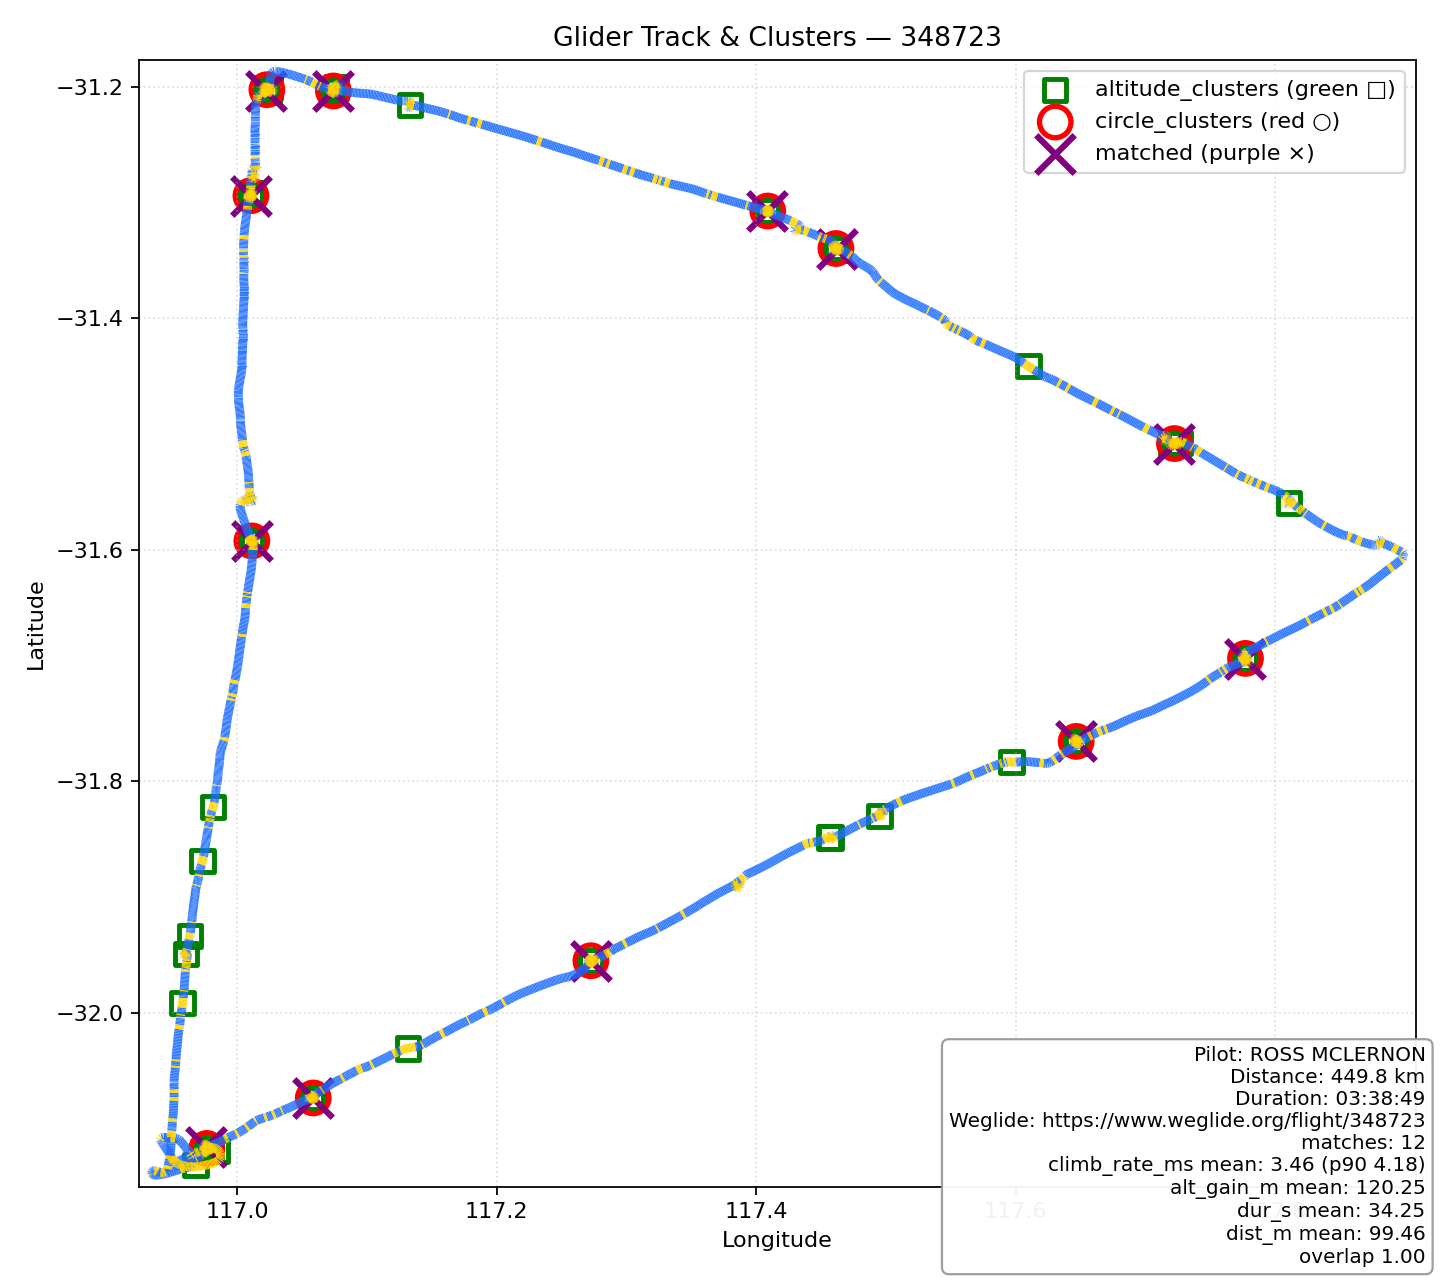 Glider Track & Clusters — 348723
altitude_clusters (green □)
circle_clusters (red ○)
matched (purple ×)
−31.2
−31.4
−31.6
−31.8
−32.0
Latitude
117.0
117.2
117.4
117.6
Longitude
Pilot: ROSS MCLERNON
Distance: 449.8 km
Duration: 03:38:49
Weglide: https://www.weglide.org/flight/348723
matches: 12
climb_rate_ms mean: 3.46 (p90 4.18)
alt_gain_m mean: 120.25
dur_s mean: 34.25
dist_m mean: 99.46
overlap 1.00